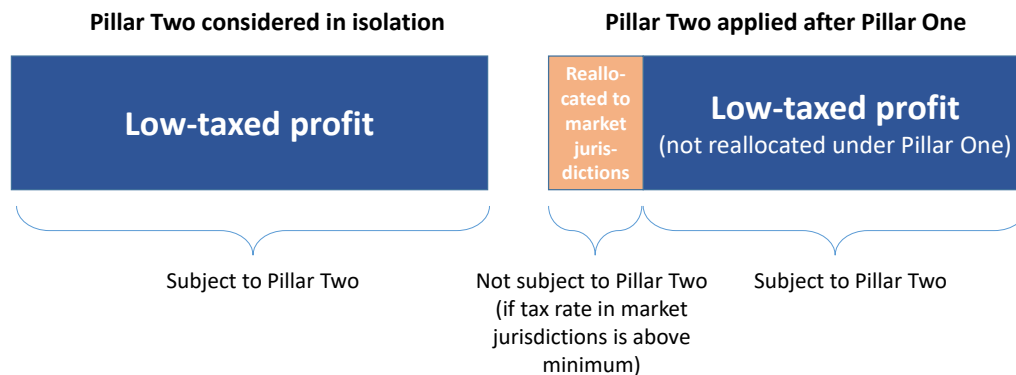 Pillar Two considered in isolation
Low-taxed profit
Subject to Pillar Two
Pillar Two applied after Pillar One
Reallo-
cated to
market
juris-
dictions
Low-taxed profit
(not reallocated under Pillar One)
Not subject to Pillar Two
(if tax rate in market
jurisdictions is above
minimum)
Subject to Pillar Two